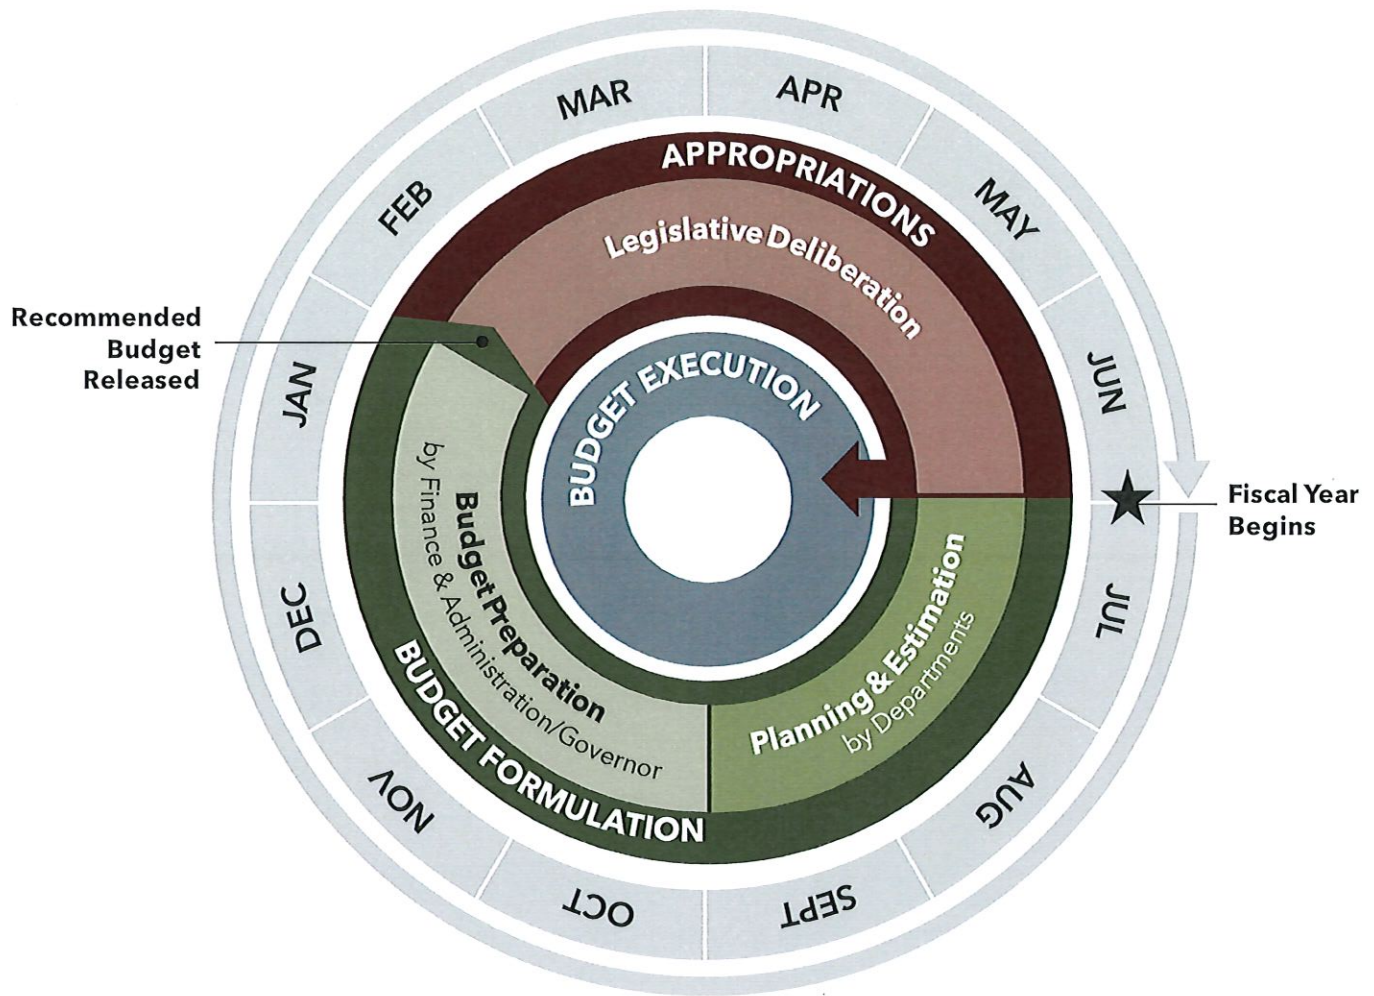 MAR
APR
FEB
MAY
JAN
JUN
DEC
JUL
NOV
AUG
OCT
SEPT
APPROPRIATIONS
Legislative Deliberation
Recommended
Budget
Released
BUDGET EXECUTION
Fiscal Year
Begins
Budget Preparation
by Finance & Administration/Governor
Planning & Estimation
by Departments
BUDGET FORMULATION